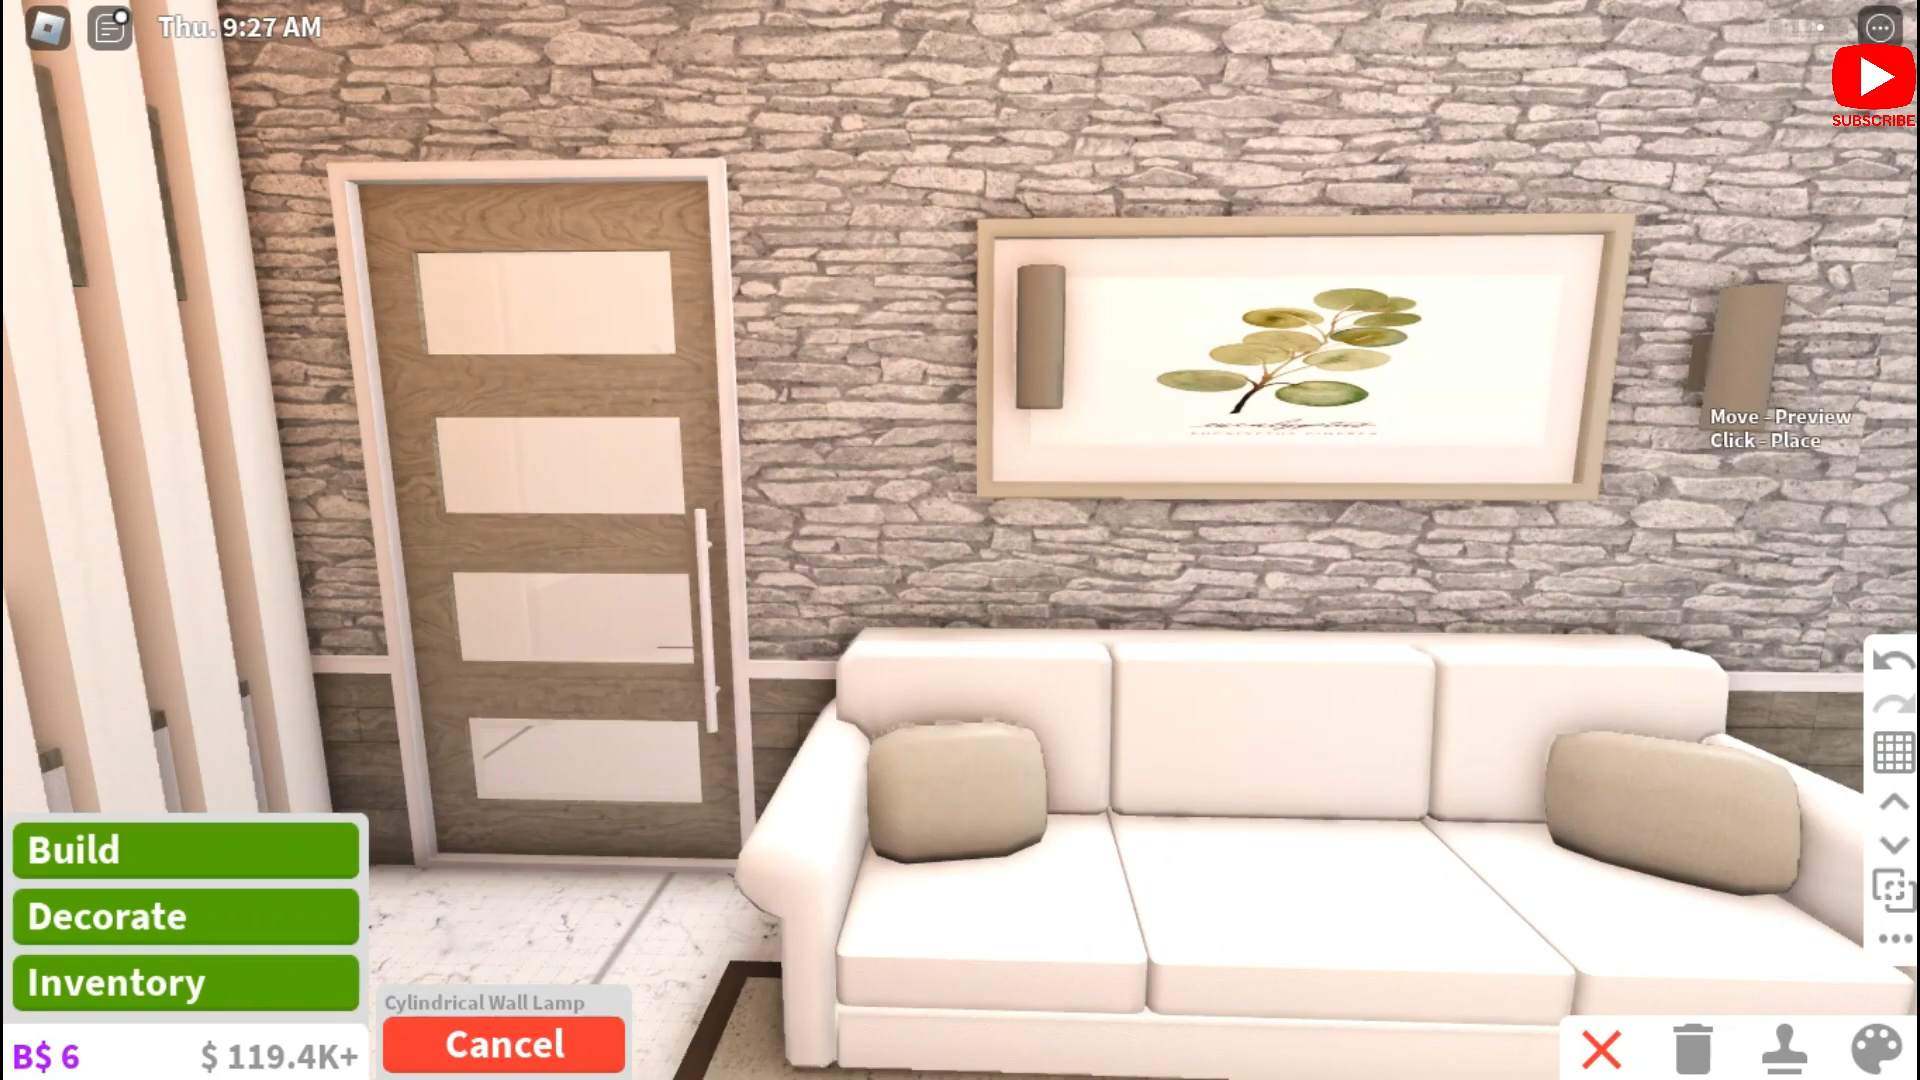 Thu. 9:27 AM
SUBSCRIBE
Move - Preview
Click - Place
Build
Decorate
Inventory
Cylindrical Wall Lamp
Cancel
B$ 6
$ 119.4K+